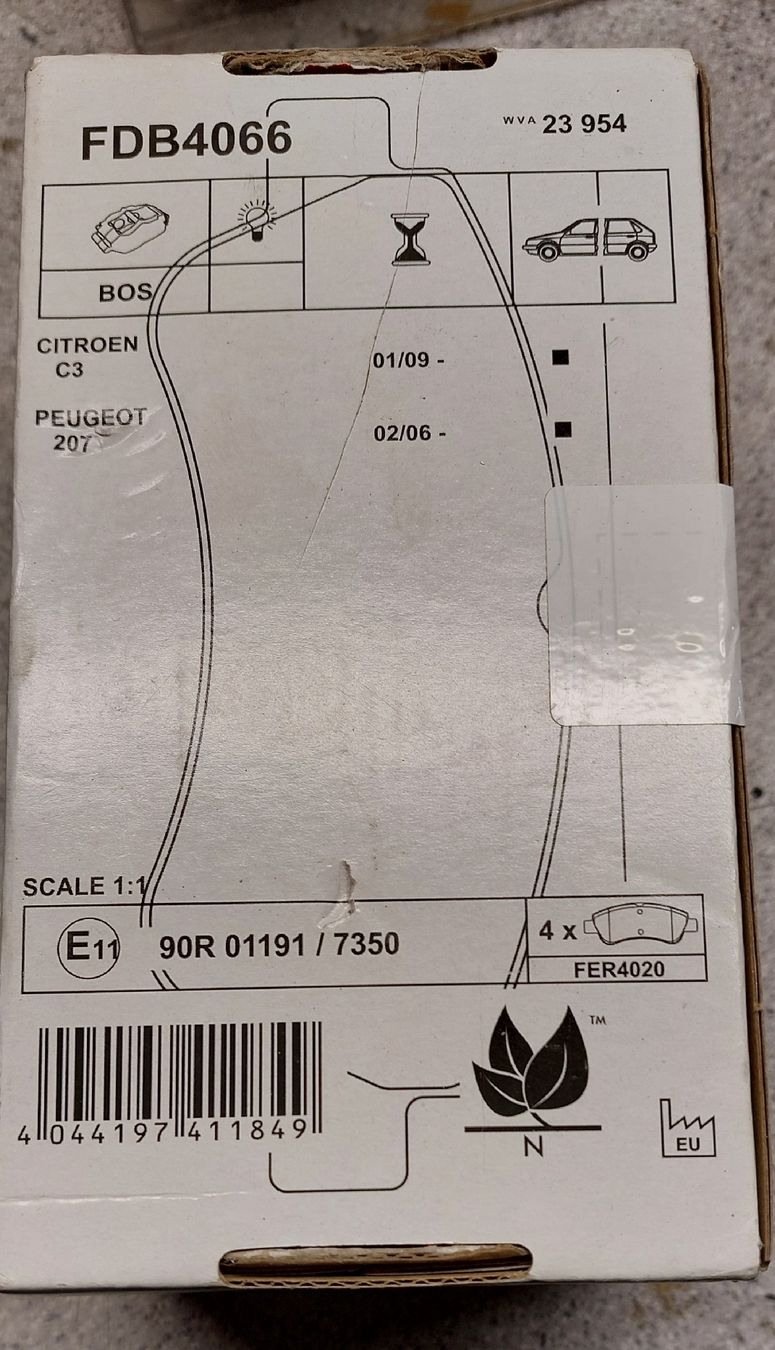 FDB4066
WVA 23 954
BOS
CITROEN
C3
01/09 -
PEUGEOT
207
02/06 -
SCALE 1:1
E11
90R 01191 / 7350
4 x
FER4020
4 044197 411849
TM
N
EU